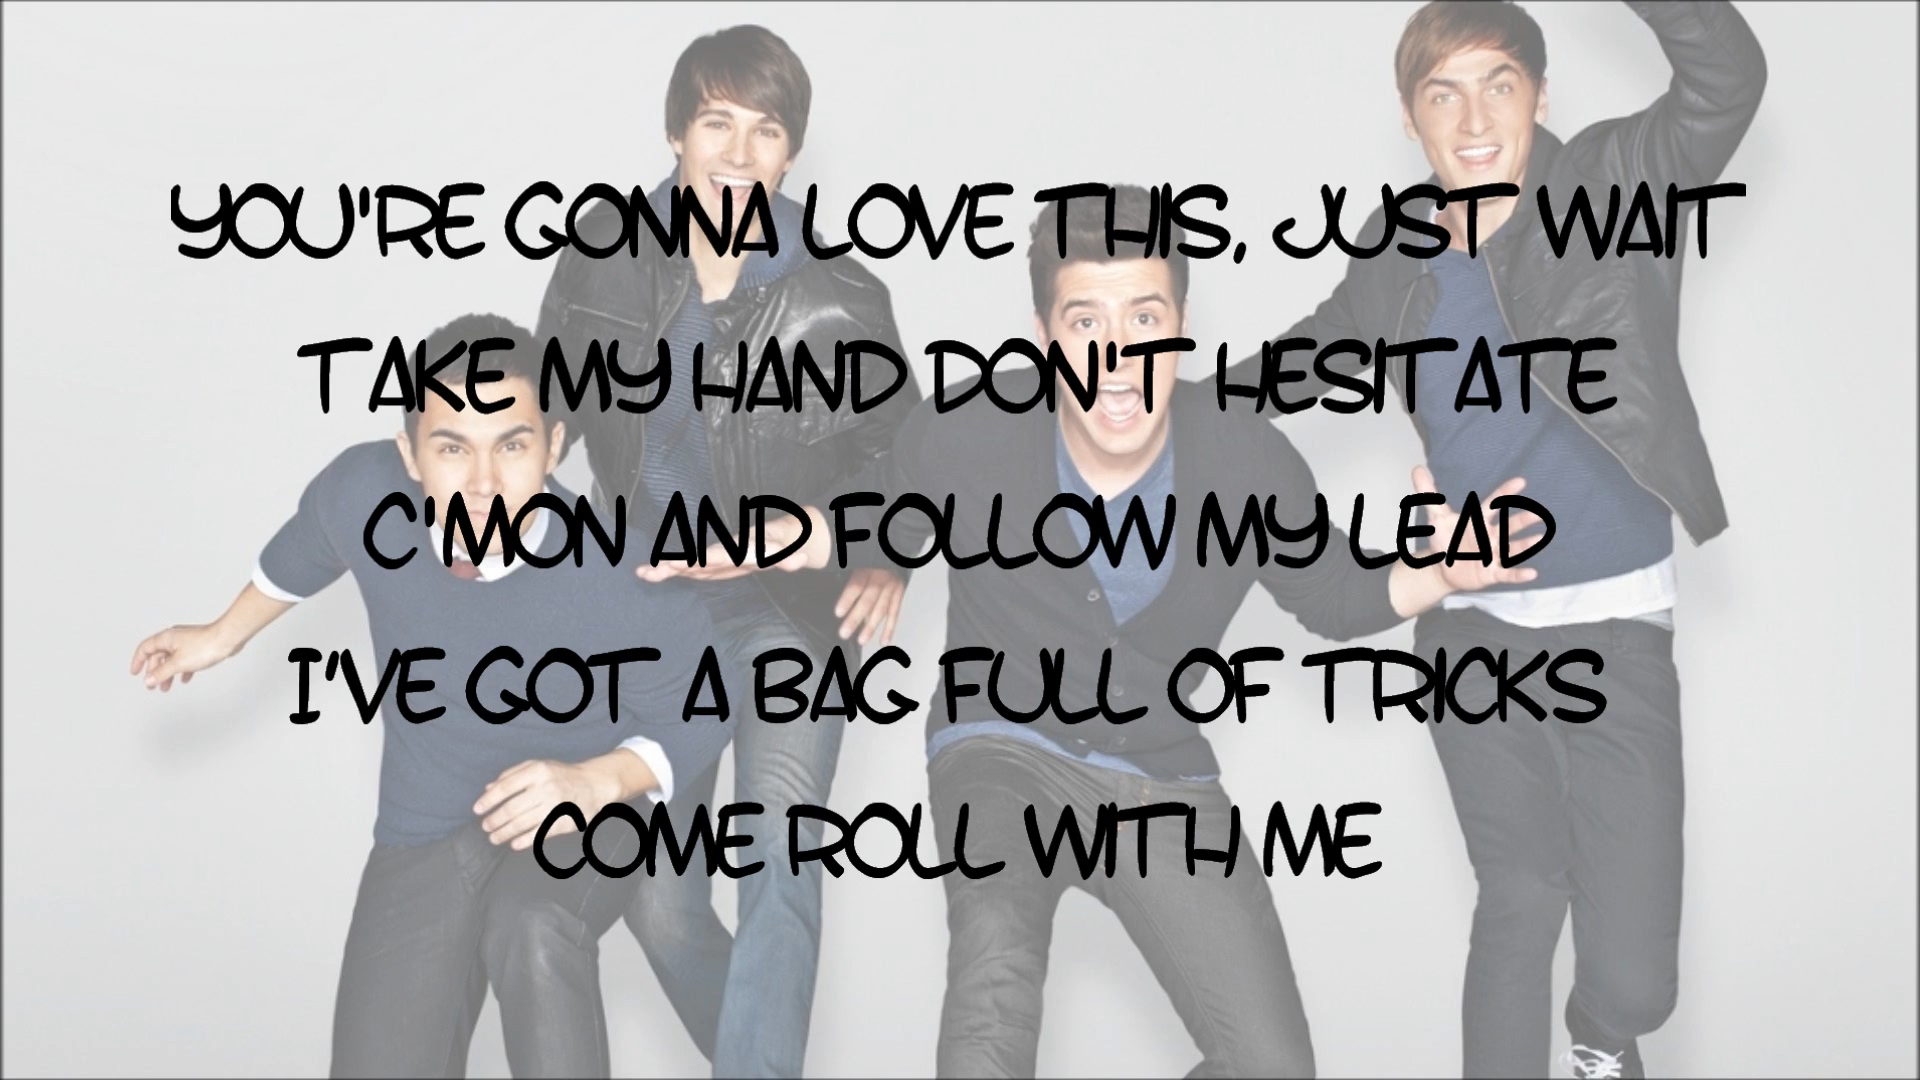 YOU'RE GONNA LOVE THIS, JUST WAIT
TAKE MY HAND DON'T HESITATE
C'MON AND FOLLOW MY LEAD
I'VE GOT A BAG FULL OF TRICKS
COME ROLL WITH ME